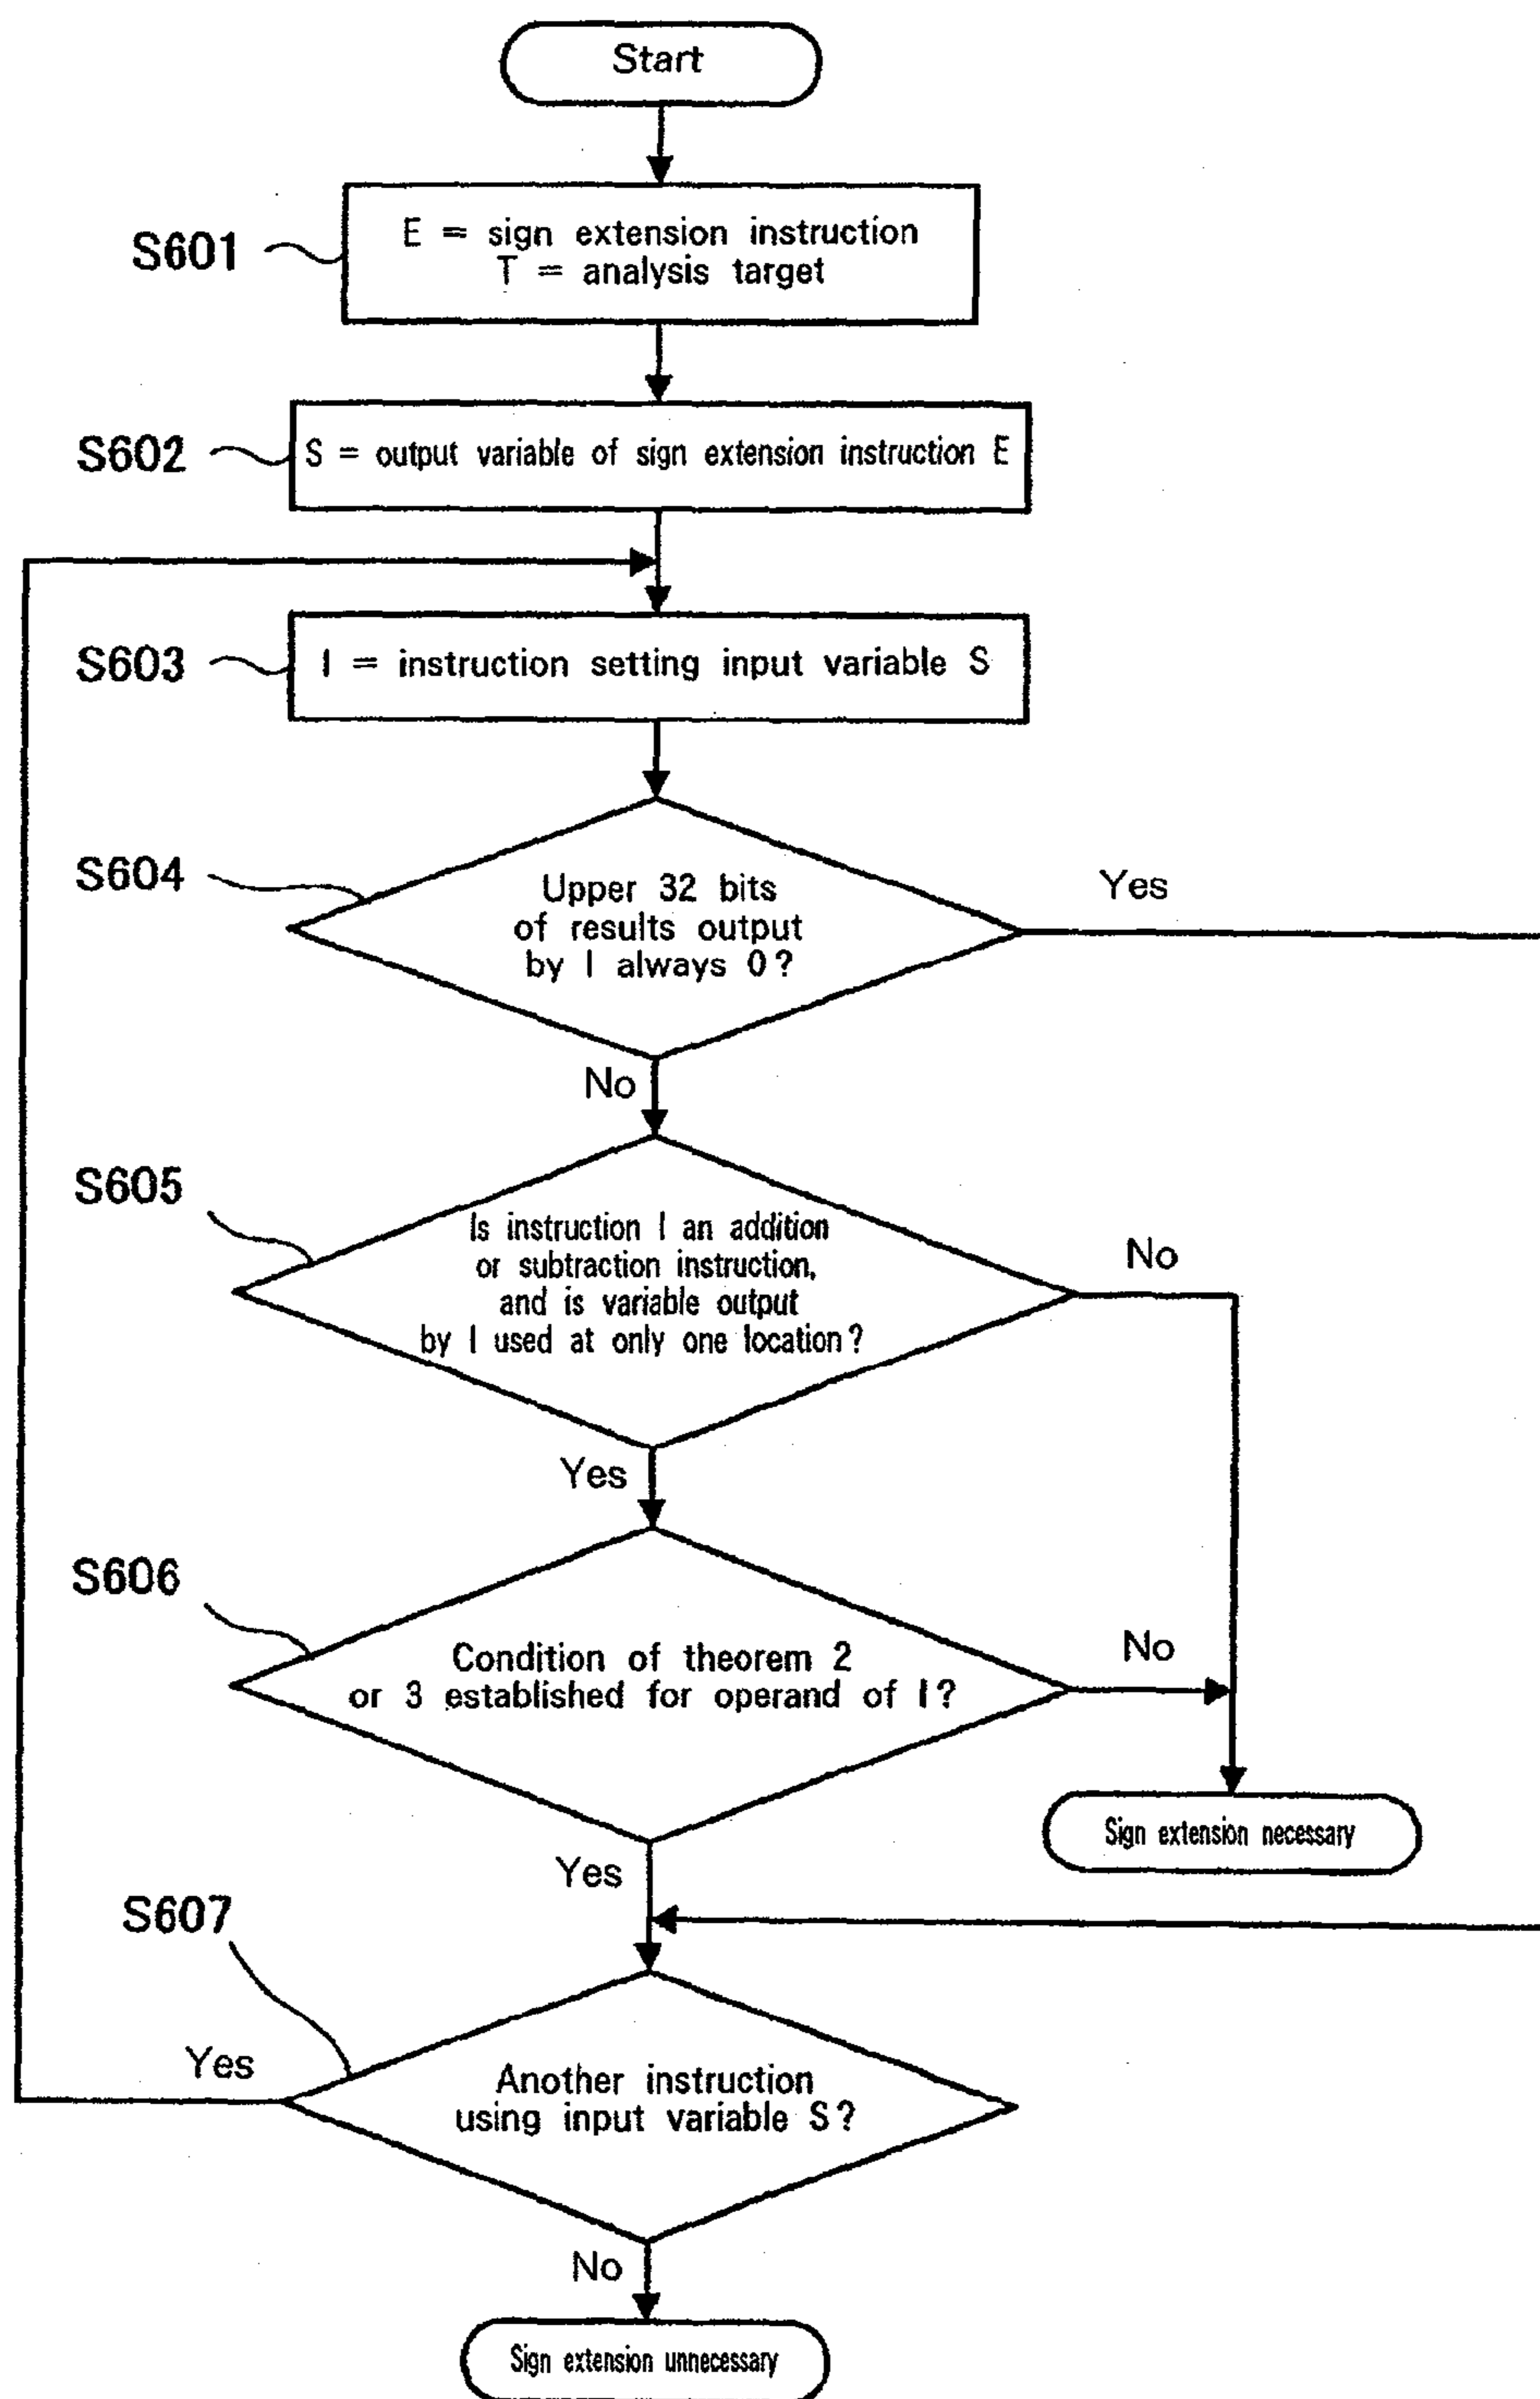 Start
S601
E = sign extension instruction
T = analysis target
S602
S = output variable of sign extension instruction E
S603
I = instruction setting input variable S
S604
Upper 32 bits
of results output
by I always 0?
Yes
No
S605
Is instruction I an addition
or subtraction instruction,
and is variable output
by I used at only one location?
No
Yes
S606
Condition of theorem 2
or 3 established for operand of I?
No
Sign extension necessary
Yes
S607
Another instruction
using input variable S?
Yes
No
Sign extension unnecessary